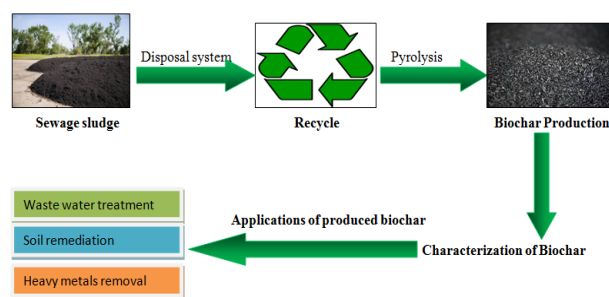 Disposal system
Pyrolysis
Sewage sludge
Recycle
Biochar Production
Waste water treatment
Applications of produced biochar
Soil remediation
Characterization of Biochar
Heavy metals removal